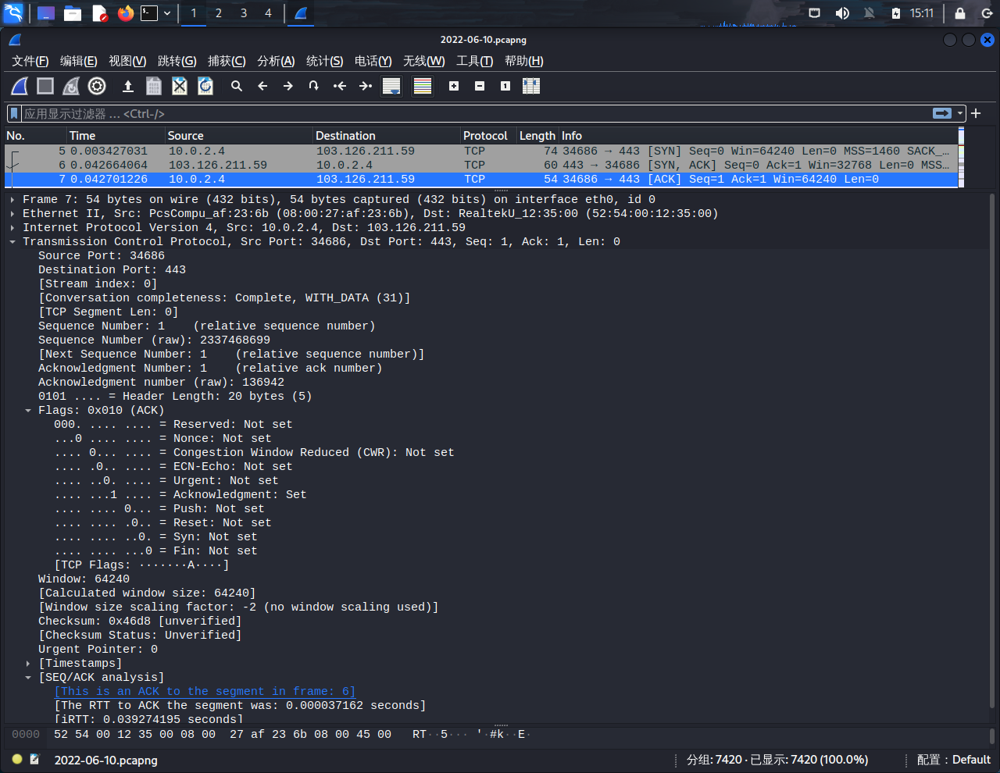 1 2 3 4 15:11
2022-06-10.pcapng
文件(F) 编辑(E) 视图(V) 跳转(G) 捕获(C) 分析(A) 统计(S) 电话(Y) 无线(W) 工具(T) 帮助(H)
应用显示过滤器 … <Ctrl-/>
No. Time Source Destination Protocol Length Info
5 0.003427031 10.0.2.4 103.126.211.59 TCP 74 34686 → 443 [SYN] Seq=0 Win=64240 Len=0 MSS=1460 SACK_…
6 0.042664064 103.126.211.59 10.0.2.4 TCP 60 443 → 34686 [SYN, ACK] Seq=0 Ack=1 Win=32768 Len=0 MSS…
7 0.042701226 10.0.2.4 103.126.211.59 TCP 54 34686 → 443 [ACK] Seq=1 Ack=1 Win=64240 Len=0
Frame 7: 54 bytes on wire (432 bits), 54 bytes captured (432 bits) on interface eth0, id 0
Ethernet II, Src: PcsCompu_af:23:6b (08:00:27:af:23:6b), Dst: RealtekU_12:35:00 (52:54:00:12:35:00)
Internet Protocol Version 4, Src: 10.0.2.4, Dst: 103.126.211.59
Transmission Control Protocol, Src Port: 34686, Dst Port: 443, Seq: 1, Ack: 1, Len: 0
Source Port: 34686
Destination Port: 443
[Stream index: 0]
[Conversation completeness: Complete, WITH_DATA (31)]
[TCP Segment Len: 0]
Sequence Number: 1    (relative sequence number)
Sequence Number (raw): 2337468699
[Next Sequence Number: 1    (relative sequence number)]
Acknowledgment Number: 1    (relative ack number)
Acknowledgment number (raw): 136942
0101 .... = Header Length: 20 bytes (5)
Flags: 0x010 (ACK)
000. .... .... = Reserved: Not set
...0 .... .... = Nonce: Not set
.... 0... .... = Congestion Window Reduced (CWR): Not set
.... .0.. .... = ECN-Echo: Not set
.... ..0. .... = Urgent: Not set
.... ...1 .... = Acknowledgment: Set
.... .... 0... = Push: Not set
.... .... .0.. = Reset: Not set
.... .... ..0. = Syn: Not set
.... .... ...0 = Fin: Not set
[TCP Flags: ·······A····]
Window: 64240
[Calculated window size: 64240]
[Window size scaling factor: -2 (no window scaling used)]
Checksum: 0x46d8 [unverified]
[Checksum Status: Unverified]
Urgent Pointer: 0
[Timestamps]
[SEQ/ACK analysis]
[This is an ACK to the segment in frame: 6]
[The RTT to ACK the segment was: 0.000037162 seconds]
[iRTT: 0.039274195 seconds]
0000 52 54 00 12 35 00 08 00 27 af 23 6b 08 00 45 00 RT··5···'·#k··E·
2022-06-10.pcapng 分组: 7420 · 已显示: 7420 (100.0%) 配置：Default